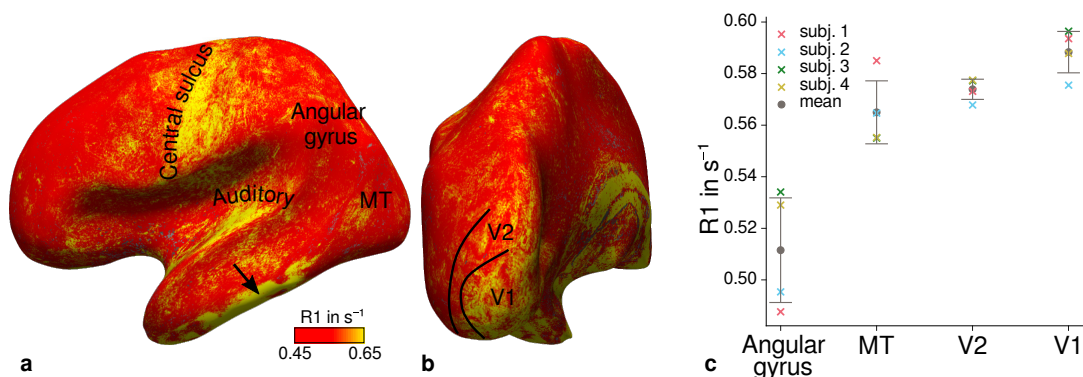 Central sulcus
Angular
gyrus
Auditory
MT
R1 in s⁻¹
0.45 0.65
a
V2
V1
b
c
R1 in s⁻¹
0.60
0.58
0.56
0.54
0.52
0.50
subj. 1
subj. 2
subj. 3
subj. 4
mean
Angular
gyrus
MT
V2
V1